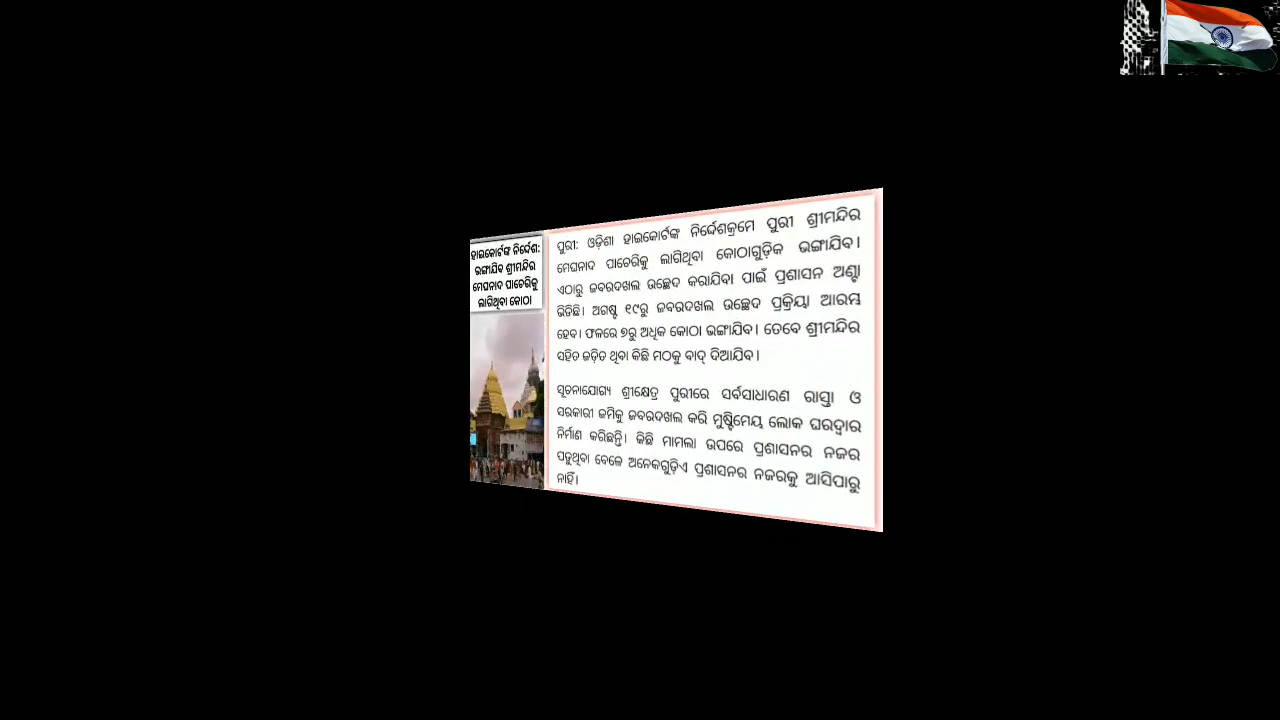 ହାଇକୋର୍ଟଙ୍କ ନିର୍ଦ୍ଦେଶ:
ଭଙ୍ଗାଯିବ ଶ୍ରୀମନ୍ଦିର
ମେଘନାଦ ପାଚେରିକୁ
ଲାଗିଥିବା କୋଠା
ପୁରୀ: ଓଡ଼ିଶା ହାଇକୋର୍ଟଙ୍କ ନିର୍ଦ୍ଦେଶକ୍ରମେ ପୁରୀ ଶ୍ରୀମନ୍ଦିର
ମେଘନାଦ ପାଚେରିକୁ ଲାଗିଥିବା କୋଠାଗୁଡ଼ିକ ଭଙ୍ଗାଯିବ।
ଏଠାରୁ ଜବରଦଖଲ ଉଚ୍ଛେଦ କରାଯିବା ପାଇଁ ପ୍ରଶାସନ ଅଣ୍ଟା
ଭିଡିଛି। ଅଗଷ୍ଟ ୧୯ରୁ ଜବରଦଖଲ ଉଚ୍ଛେଦ ପ୍ରକ୍ରିୟା ଆରମ୍ଭ
ହେବ। ଫଳରେ ୭ରୁ ଅଧିକ କୋଠା ଭଙ୍ଗାଯିବ। ତେବେ ଶ୍ରୀମନ୍ଦିର
ସହିତ ଜଡ଼ିତ ଥିବା କିଛି ମଠକୁ ବାଦ୍ ଦିଆଯିବ।
ସୂଚନାଯୋଗ୍ୟ ଶ୍ରୀକ୍ଷେତ୍ର ପୁରୀରେ ସର୍ବସାଧାରଣ ରାସ୍ତା ଓ
ସରକାରୀ ଜମିକୁ ଜବରଦଖଲ କରି ମୁଷ୍ଟିମେୟ ଲୋକ ଘରଦ୍ୱାର
ନିର୍ମାଣ କରିଛନ୍ତି। କିଛି ମାମଲା ଉପରେ ପ୍ରଶାସନର ନଜର
ପଡୁଥିବା ବେଳେ ଅନେକଗୁଡ଼ିଏ ପ୍ରଶାସନର ନଜରକୁ ଆସିପାରୁ
ନାହିଁ।